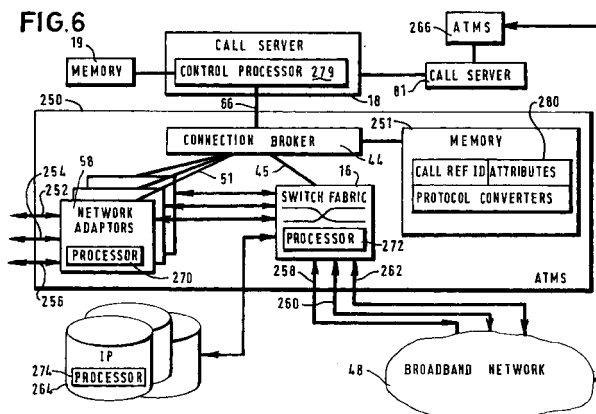 FIG.6
19
MEMORY
CALL SERVER
CONTROL PROCESSOR 279
18
266
ATMS
CALL SERVER
81
250
66
CONNECTION BROKER
44
251
280
MEMORY
CALL REF ID ATTRIBUTES
PROTOCOL CONVERTERS
254
252
58
51
45
16
NETWORK
ADAPTORS
PROCESSOR
270
256
SWITCH FABRIC
PROCESSOR
272
258
260
262
ATMS
IP
274
PROCESSOR
264
48
BROADBAND NETWORK